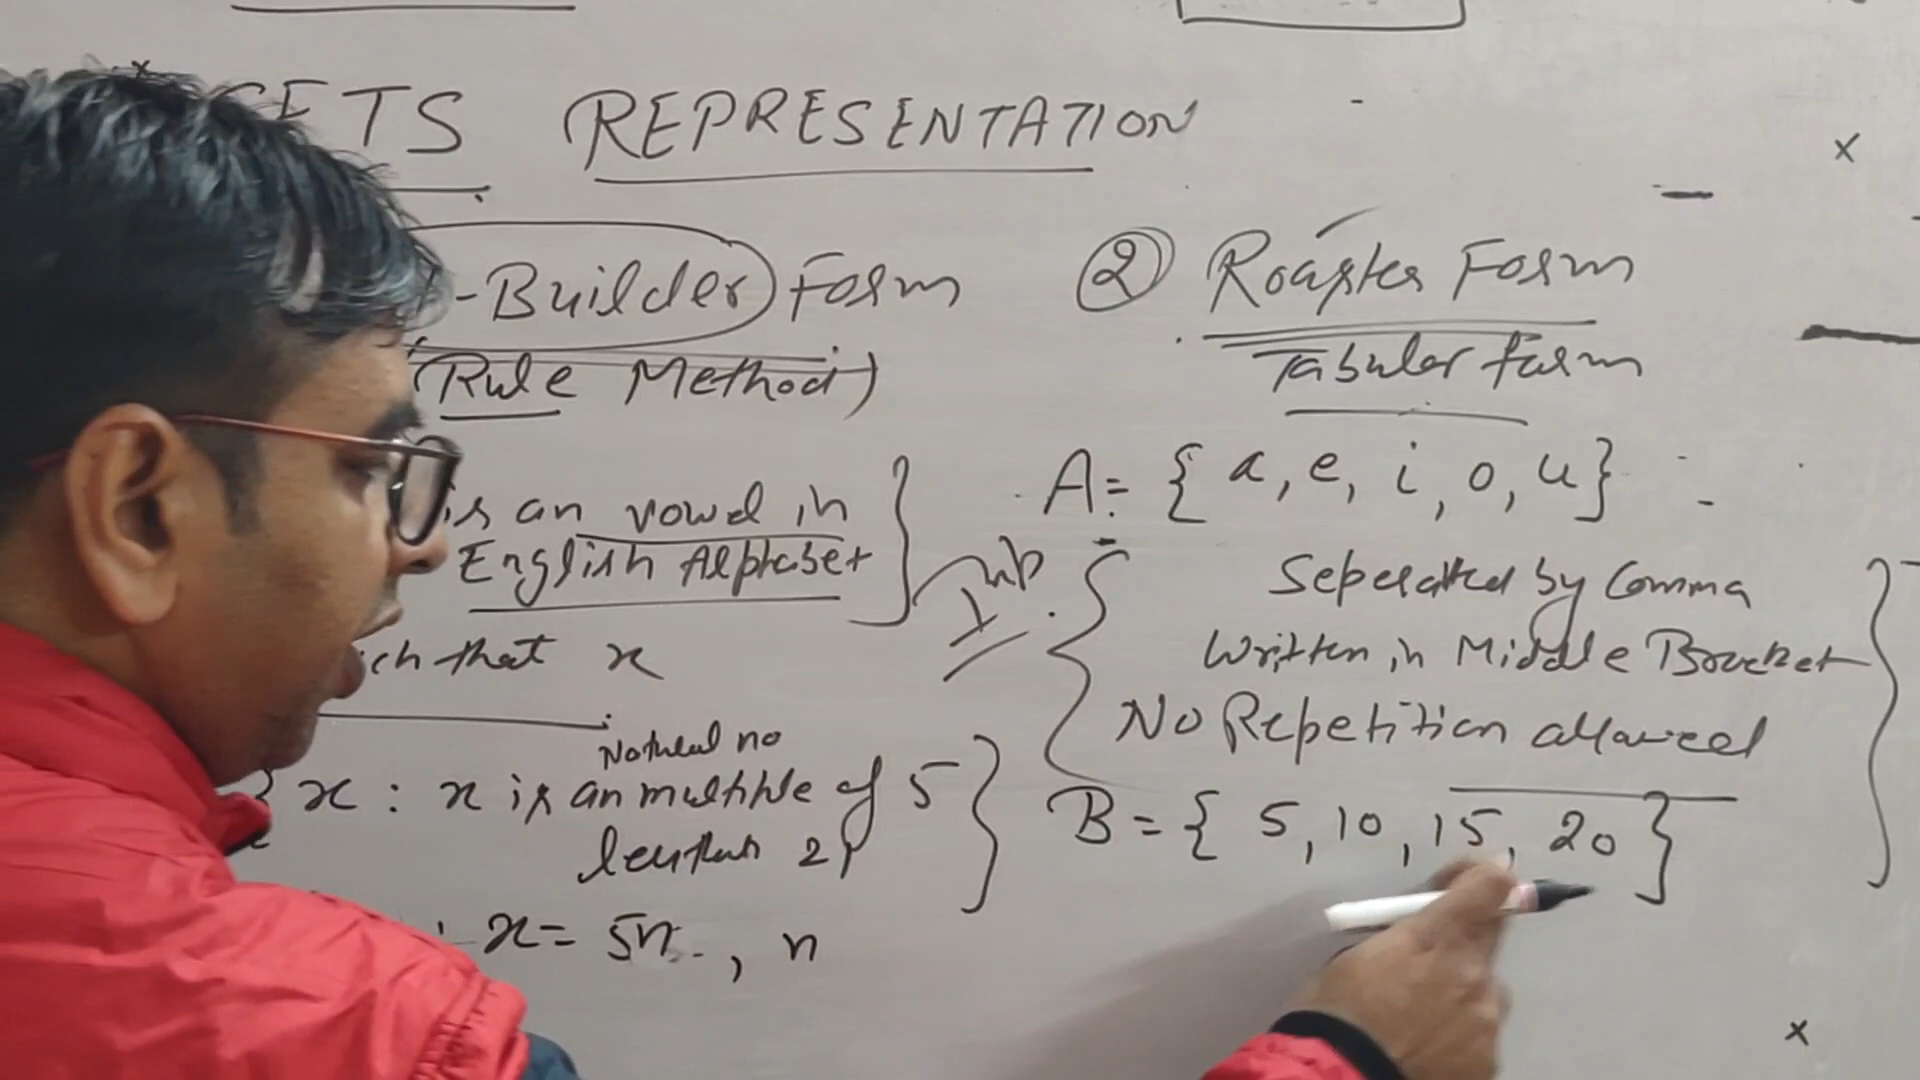 SETS REPRESENTATION
-Builder Form
(Rule Method)
is an vowel in
English Alphabet
ch that x
Natural no
x : x is an multiple of 5
less than 21
x = 5n , n
② Roaster Form
Tabular form
A = { a, e, i, o, u }
Seperated by Comma
Written in Middle Bracket
No Repetition allowed
B = { 5, 10, 15, 20 }